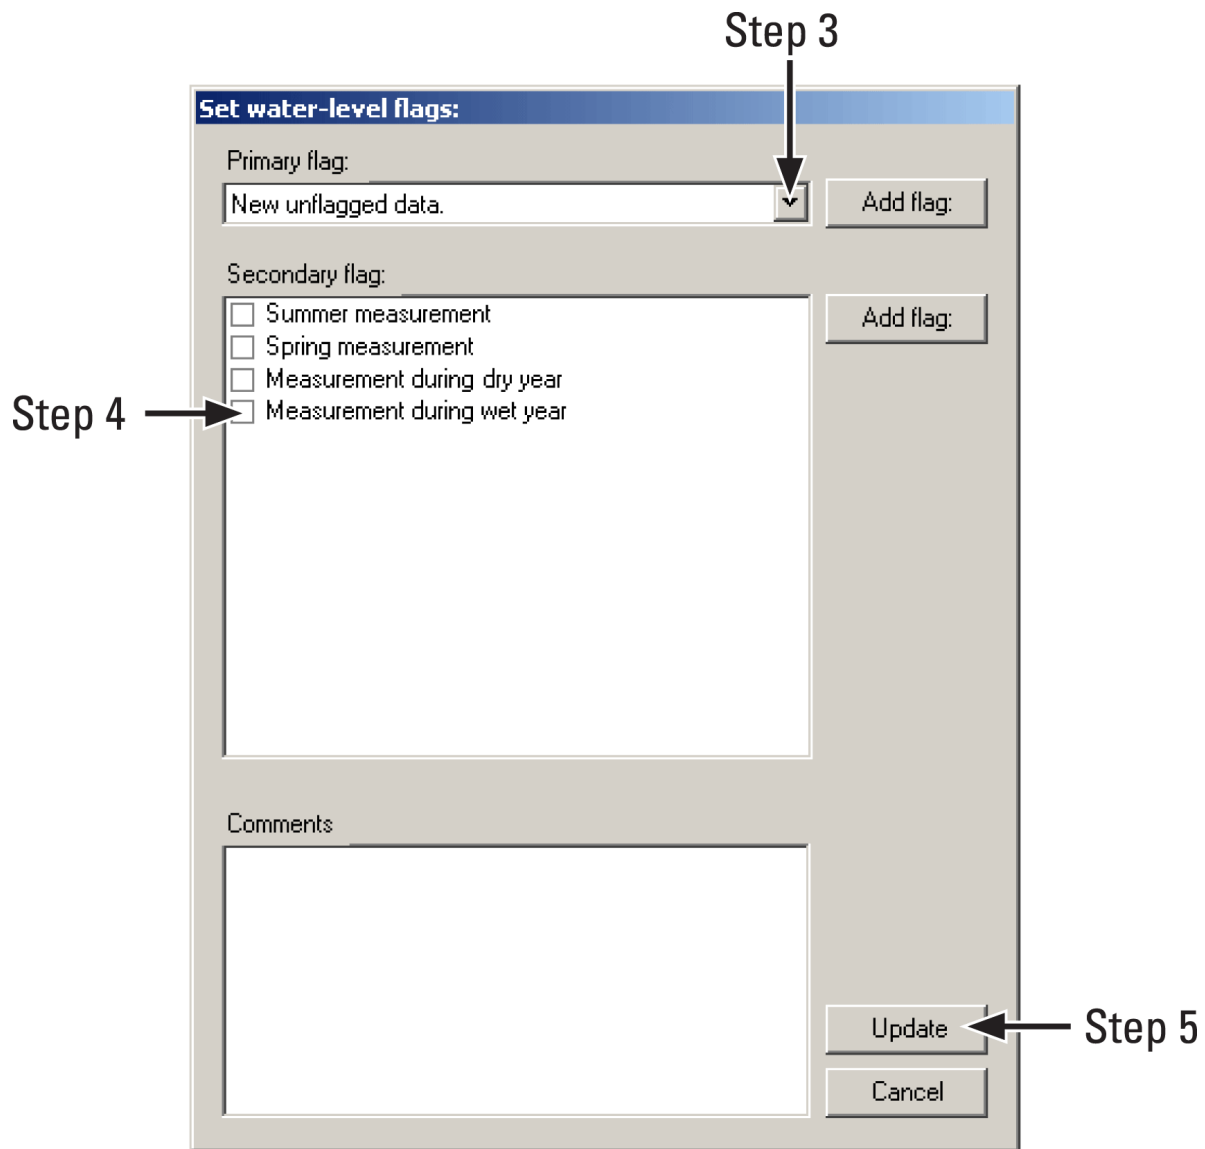 Step 3
Set water-level flags:
Primary flag:
New unflagged data.
Add flag:
Secondary flag:
Summer measurement
Add flag:
Spring measurement
Measurement during dry year
Step 4
Measurement during wet year
Comments
Update
Step 5
Cancel